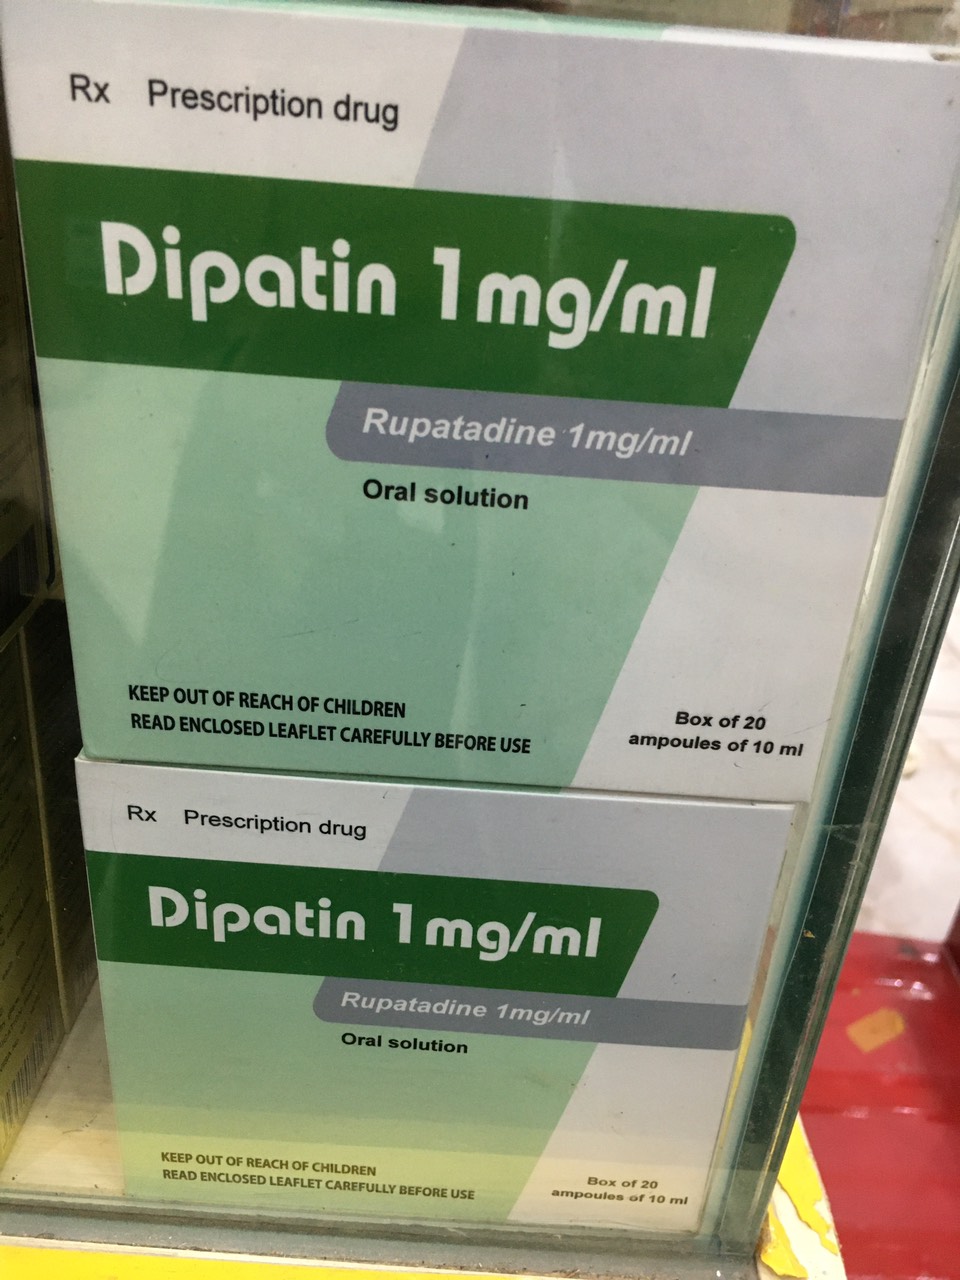 Rx Prescription drug
Dipatin 1mg/ml
Rupatadine 1mg/ml
Oral solution
KEEP OUT OF REACH OF CHILDREN
READ ENCLOSED LEAFLET CAREFULLY BEFORE USE
Box of 20
ampoules of 10 ml
Rx Prescription drug
Dipatin 1mg/ml
Rupatadine 1mg/ml
Oral solution
KEEP OUT OF REACH OF CHILDREN
READ ENCLOSED LEAFLET CAREFULLY BEFORE USE
Box of 20
ampoules of 10 ml